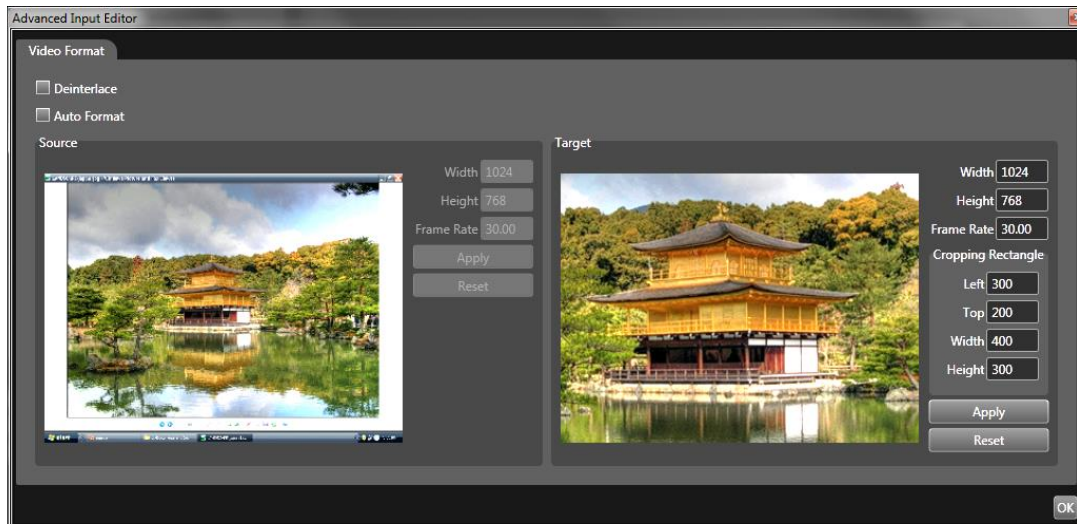 Advanced Input Editor
Video Format
Deinterlace
Auto Format
Source
Width 1024
Height 768
Frame Rate 30.00
Apply
Reset
Target
Width 1024
Height 768
Frame Rate 30.00
Cropping Rectangle
Left 300
Top 200
Width 400
Height 300
Apply
Reset
OK